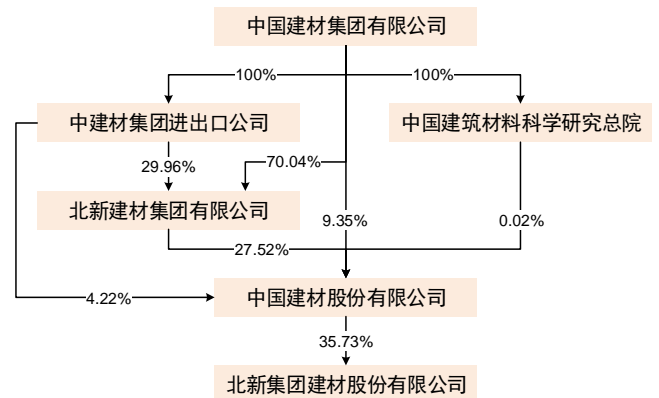 中国建材集团有限公司
100%
100%
中建材集团进出口公司
中国建筑材料科学研究总院
29.96%
70.04%
北新建材集团有限公司
9.35%
0.02%
27.52%
中国建材股份有限公司
4.22%
35.73%
北新集团建材股份有限公司